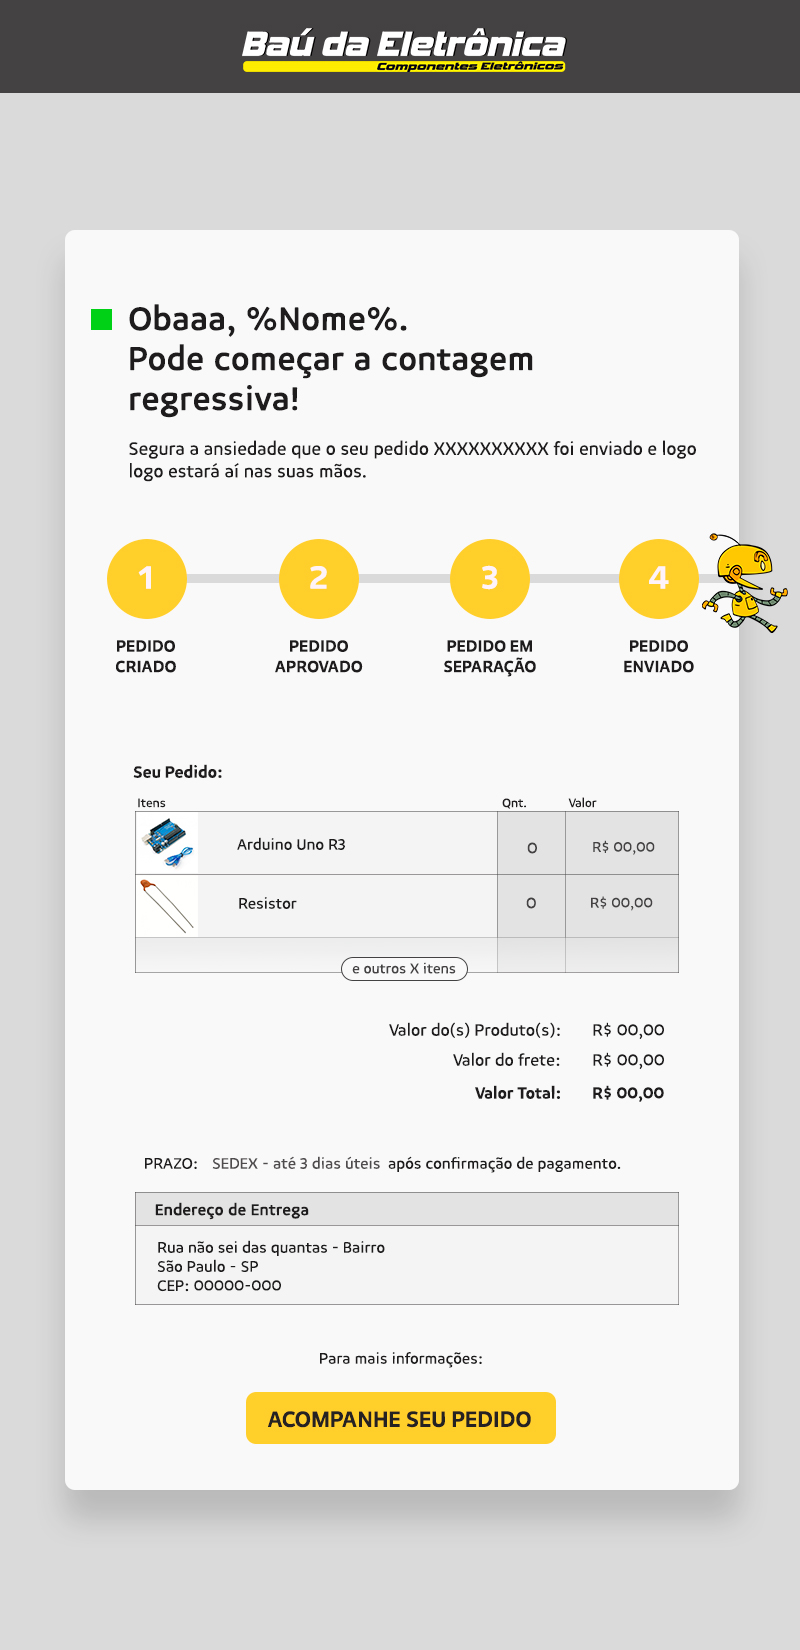 Baú da Eletrônica
Componentes Eletrônicos
Obaaa, %Nome%.
Pode começar a contagem
regressiva!
Segura a ansiedade que o seu pedido XXXXXXXXXX foi enviado e logo
logo estará aí nas suas mãos.
1 2 3 4
PEDIDO CRIADO
PEDIDO APROVADO
PEDIDO EM SEPARAÇÃO
PEDIDO ENVIADO
Seu Pedido:
Itens Qnt. Valor
Arduino Uno R3 0 R$ 00,00
Resistor 0 R$ 00,00
e outros X itens
Valor do(s) Produto(s): R$ 00,00
Valor do frete: R$ 00,00
Valor Total: R$ 00,00
PRAZO: SEDEX - até 3 dias úteis após confirmação de pagamento.
Endereço de Entrega
Rua não sei das quantas - Bairro
São Paulo - SP
CEP: 00000-000
Para mais informações:
ACOMPANHE SEU PEDIDO